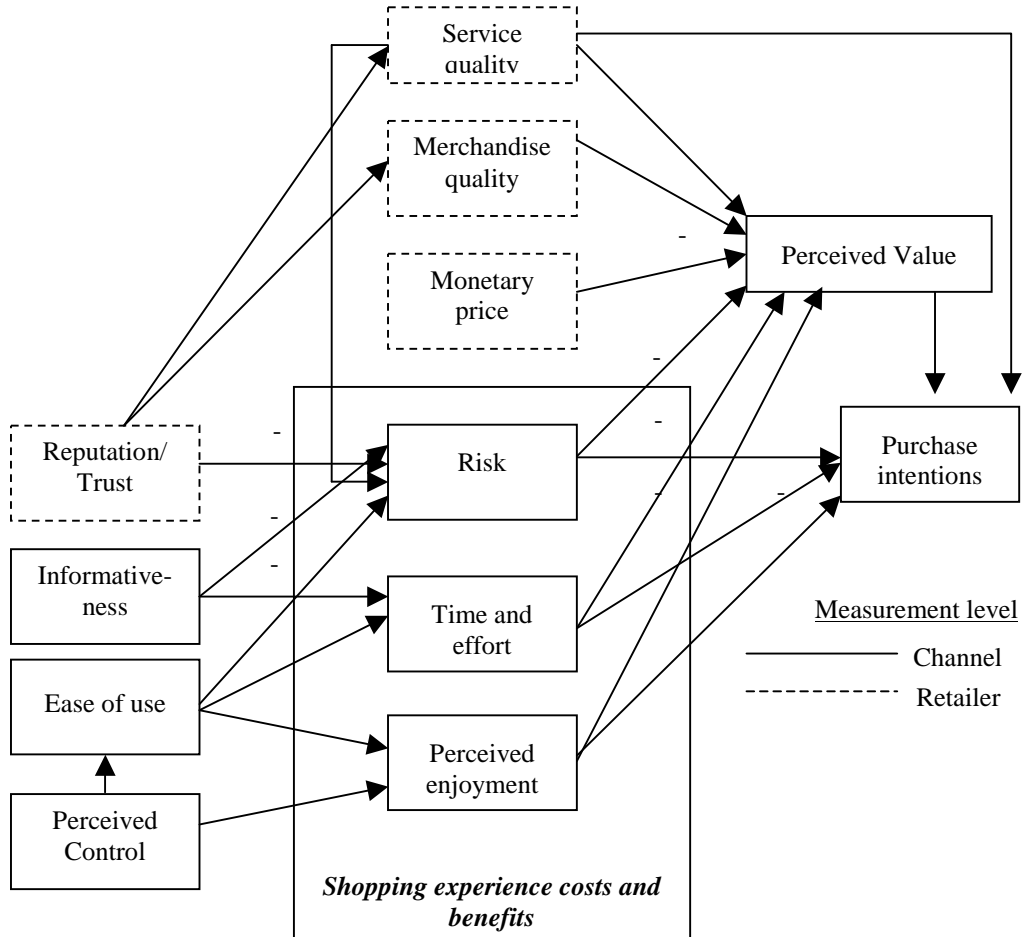 Service
quality
Merchandise
quality
-
Perceived Value
Monetary
price
-
-
-
Reputation/
Trust
Risk
Purchase
intentions
-
-
-
-
Informative-
ness
Time and
effort
Measurement level
Channel
Ease of use
Retailer
Perceived
enjoyment
Perceived
Control
Shopping experience costs and
benefits